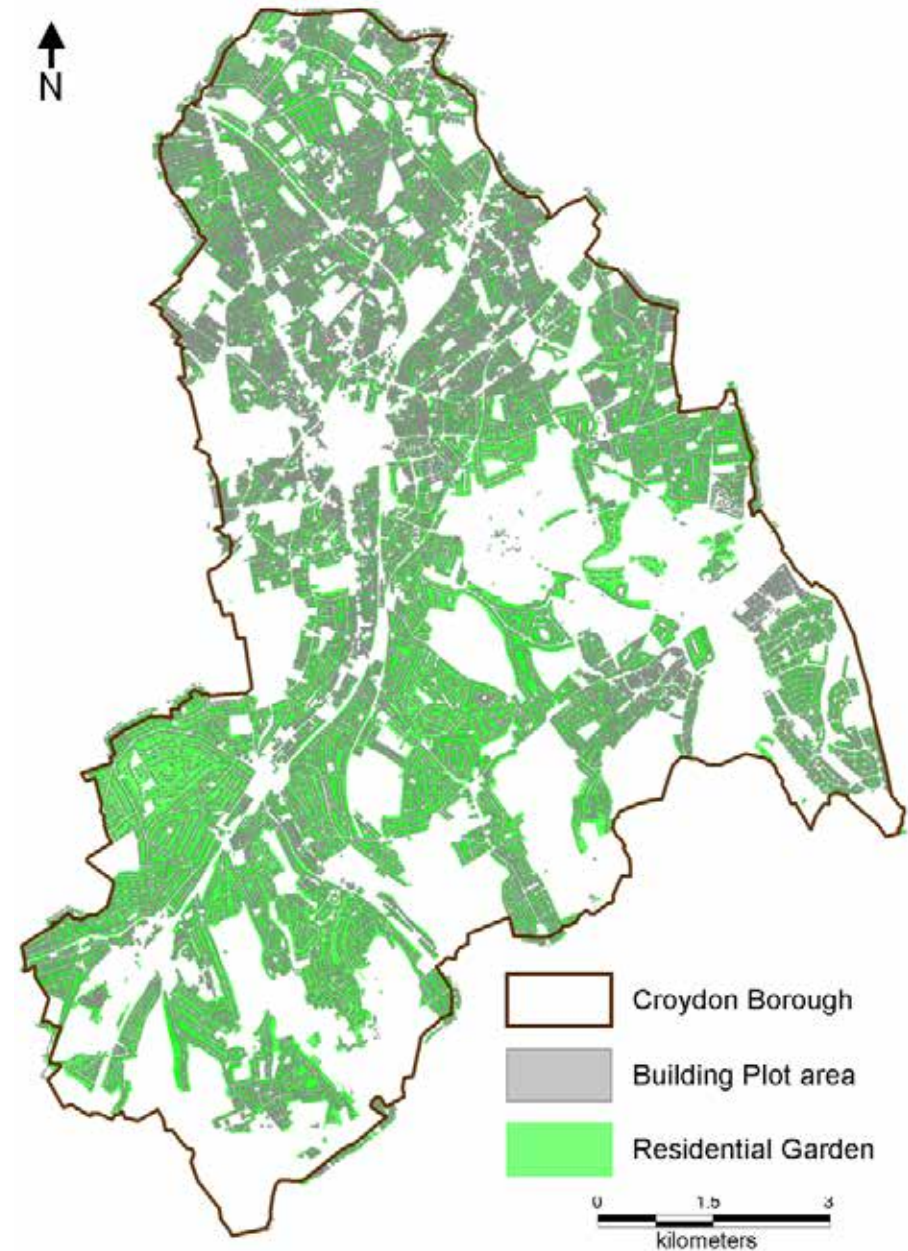 N
Croydon Borough
Building Plot area
Residential Garden
0 1.5 3
kilometers